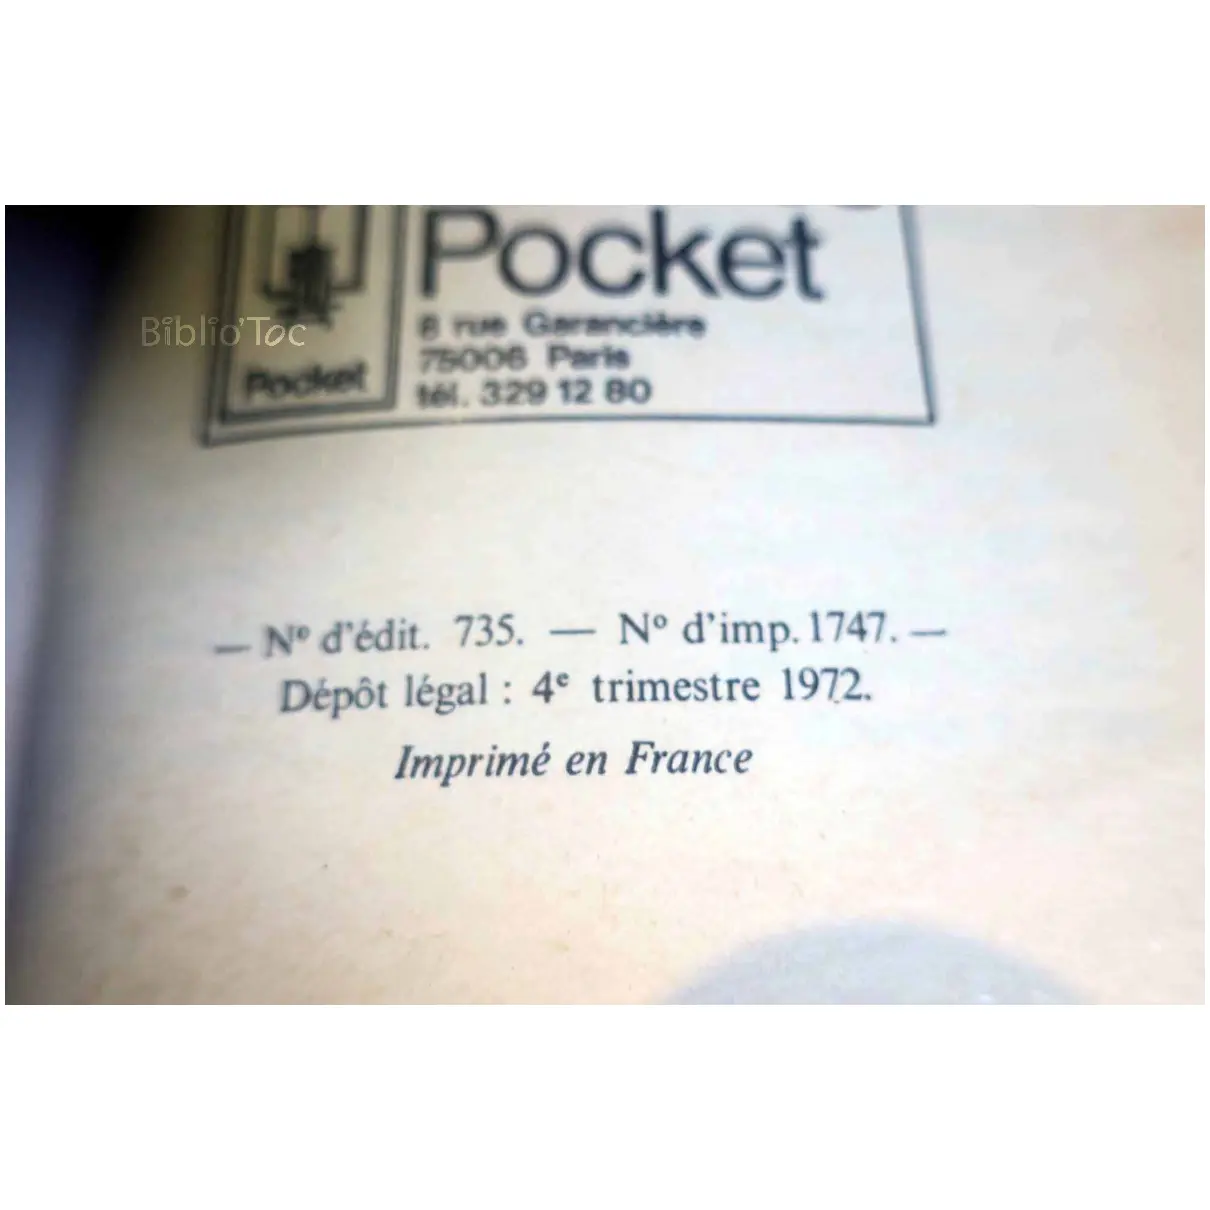 Pocket
8 rue Garancière
75006 Paris
tél. 329 12 80
Pocket
Biblio'Toc
— Nº d'édit. 735. — Nº d'imp. 1747. —
Dépôt légal : 4e trimestre 1972.
Imprimé en France